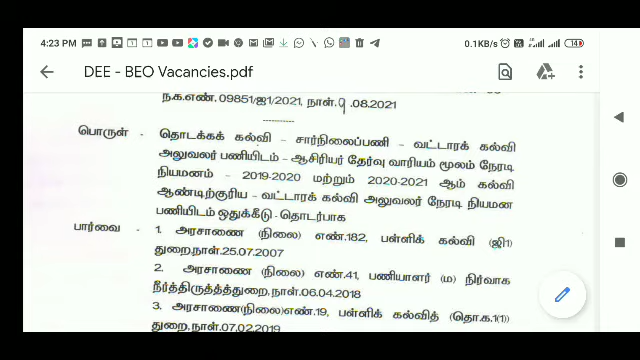 4:23 PM
0.1KB/s
14
DEE - BEO Vacancies.pdf
ந.க.எண். 09851/ஐ1/2021, நாள்.09.08.2021
பொருள் - தொடக்கக் கல்வி – சார்நிலைப்பணி - வட்டாரக் கல்வி
அலுவலர் பணியிடம் – ஆசிரியர் தேர்வு வாரியம் மூலம் நேரடி
நியமனம் - 2019-2020 மற்றும் 2020-2021 ஆம் கல்வி
ஆண்டிற்குரிய – வட்டாரக் கல்வி அலுவலர் நேரடி நியமன
பணியிடம் ஒதுக்கீடு - தொடர்பாக
பார்வை - 1. அரசாணை (நிலை) எண்.182, பள்ளிக் கல்வி (ஜி1)
துறை,நாள்.25.07.2007
2. அரசாணை (நிலை) எண்.41, பணியாளர் (ம) நிர்வாக
நீர்த்திருத்த்த்துறை,நாள்.06.04.2018
3. அரசாணை(நிலை)எண்.19, பள்ளிக் கல்வித் (தொ.க.1(1))
துறை,நாள்.07.02.2019